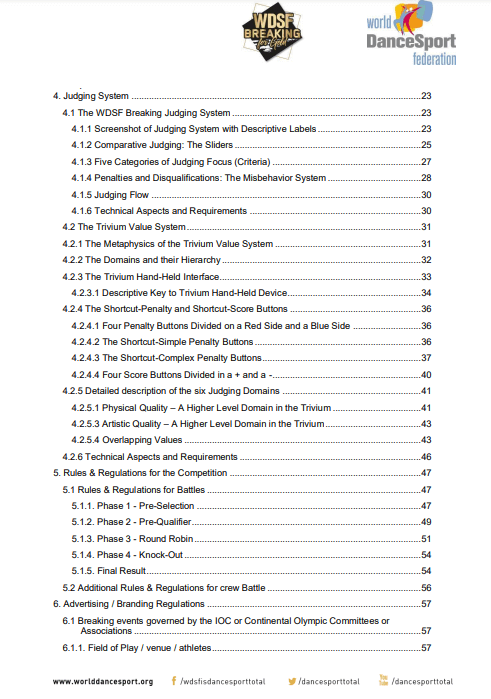 WDSF
BREAKING
for Gold
world
DanceSport
federation
4. Judging System ........ 23
4.1 The WDSF Breaking Judging System ........ 23
4.1.1 Screenshot of Judging System with Descriptive Labels ........ 23
4.1.2 Comparative Judging: The Sliders ........ 25
4.1.3 Five Categories of Judging Focus (Criteria) ........ 27
4.1.4 Penalties and Disqualifications: The Misbehavior System ........ 28
4.1.5 Judging Flow ........ 30
4.1.6 Technical Aspects and Requirements ........ 30
4.2 The Trivium Value System ........ 31
4.2.1 The Metaphysics of the Trivium Value System ........ 31
4.2.2 The Domains and their Hierarchy ........ 32
4.2.3 The Trivium Hand-Held Interface ........ 33
4.2.3.1 Descriptive Key to Trivium Hand-Held Device ........ 34
4.2.4 The Shortcut-Penalty and Shortcut-Score Buttons ........ 36
4.2.4.1 Four Penalty Buttons Divided on a Red Side and a Blue Side ........ 36
4.2.4.2 The Shortcut-Simple Penalty Buttons ........ 36
4.2.4.3 The Shortcut-Complex Penalty Buttons ........ 37
4.2.4.4 Four Score Buttons Divided in a + and a - ........ 40
4.2.5 Detailed description of the six Judging Domains ........ 41
4.2.5.1 Physical Quality – A Higher Level Domain in the Trivium ........ 41
4.2.5.3 Artistic Quality – A Higher Level Domain in the Trivium ........ 43
4.2.5.4 Overlapping Values ........ 43
4.2.6 Technical Aspects and Requirements ........ 46
5. Rules & Regulations for the Competition ........ 47
5.1 Rules & Regulations for Battles ........ 47
5.1.1. Phase 1 - Pre-Selection ........ 47
5.1.2. Phase 2 - Pre-Qualifier ........ 49
5.1.3. Phase 3 - Round Robin ........ 51
5.1.4. Phase 4 - Knock-Out ........ 54
5.1.5. Final Result ........ 54
5.2 Additional Rules & Regulations for crew Battle ........ 56
6. Advertising / Branding Regulations ........ 57
6.1 Breaking events governed by the IOC or Continental Olympic Committees or
Associations ........ 57
6.1.1. Field of Play / venue / athletes ........ 57
www.worlddancesport.org f /wdsfisdancesporttotal /dancesporttotal You Tube /dancesporttotal